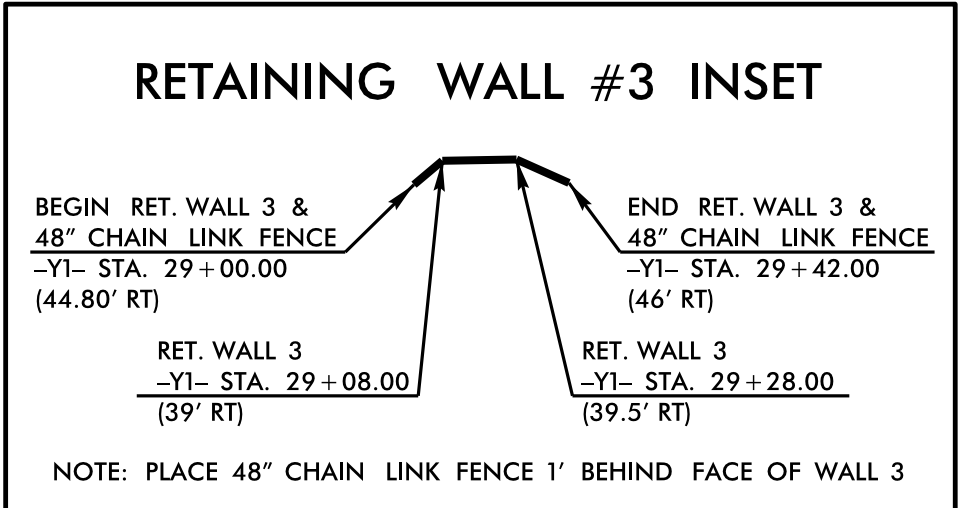 RETAINING WALL #3 INSET
BEGIN RET. WALL 3 &
48" CHAIN LINK FENCE
-Y1- STA. 29+00.00
(44.80' RT)
END RET. WALL 3 &
48" CHAIN LINK FENCE
-Y1- STA. 29+42.00
(46' RT)
RET. WALL 3
-Y1- STA. 29+08.00
(39' RT)
RET. WALL 3
-Y1- STA. 29+28.00
(39.5' RT)
NOTE: PLACE 48" CHAIN LINK FENCE 1' BEHIND FACE OF WALL 3